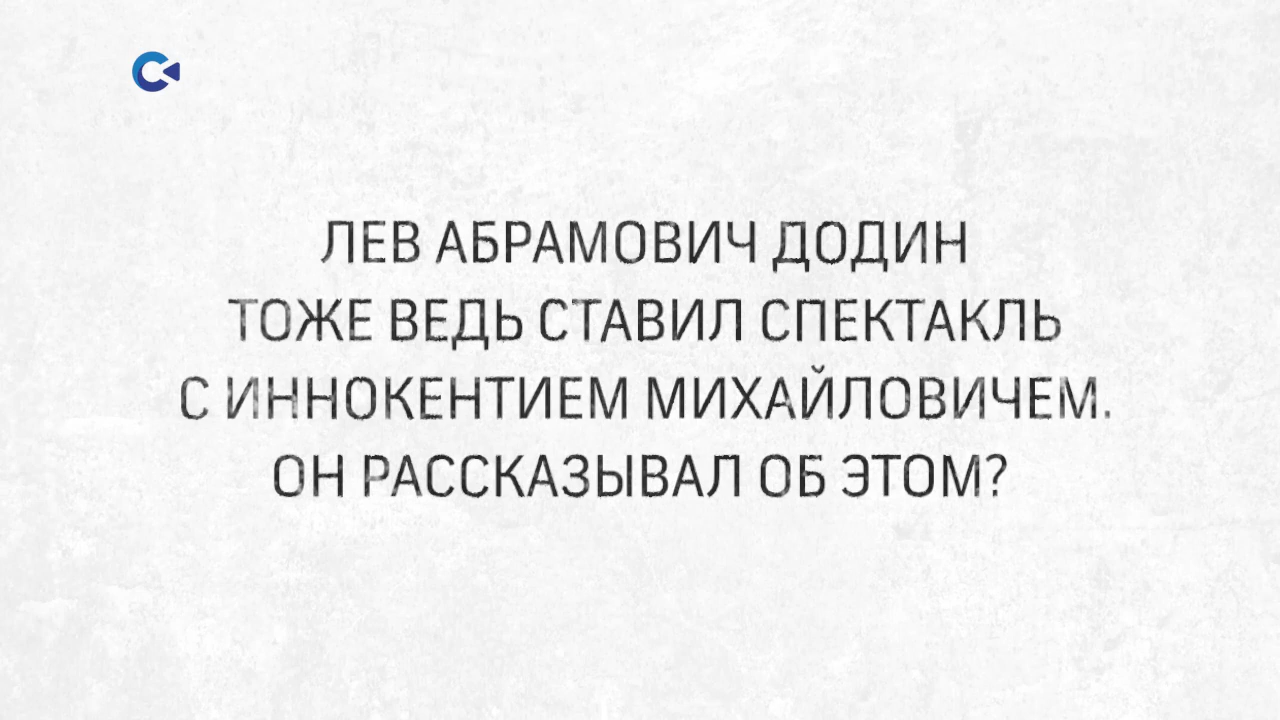 ЛЕВ АБРАМОВИЧ ДОДИН
ТОЖЕ ВЕДЬ СТАВИЛ СПЕКТАКЛЬ
С ИННОКЕНТИЕМ МИХАЙЛОВИЧЕМ.
ОН РАССКАЗЫВАЛ ОБ ЭТОМ?